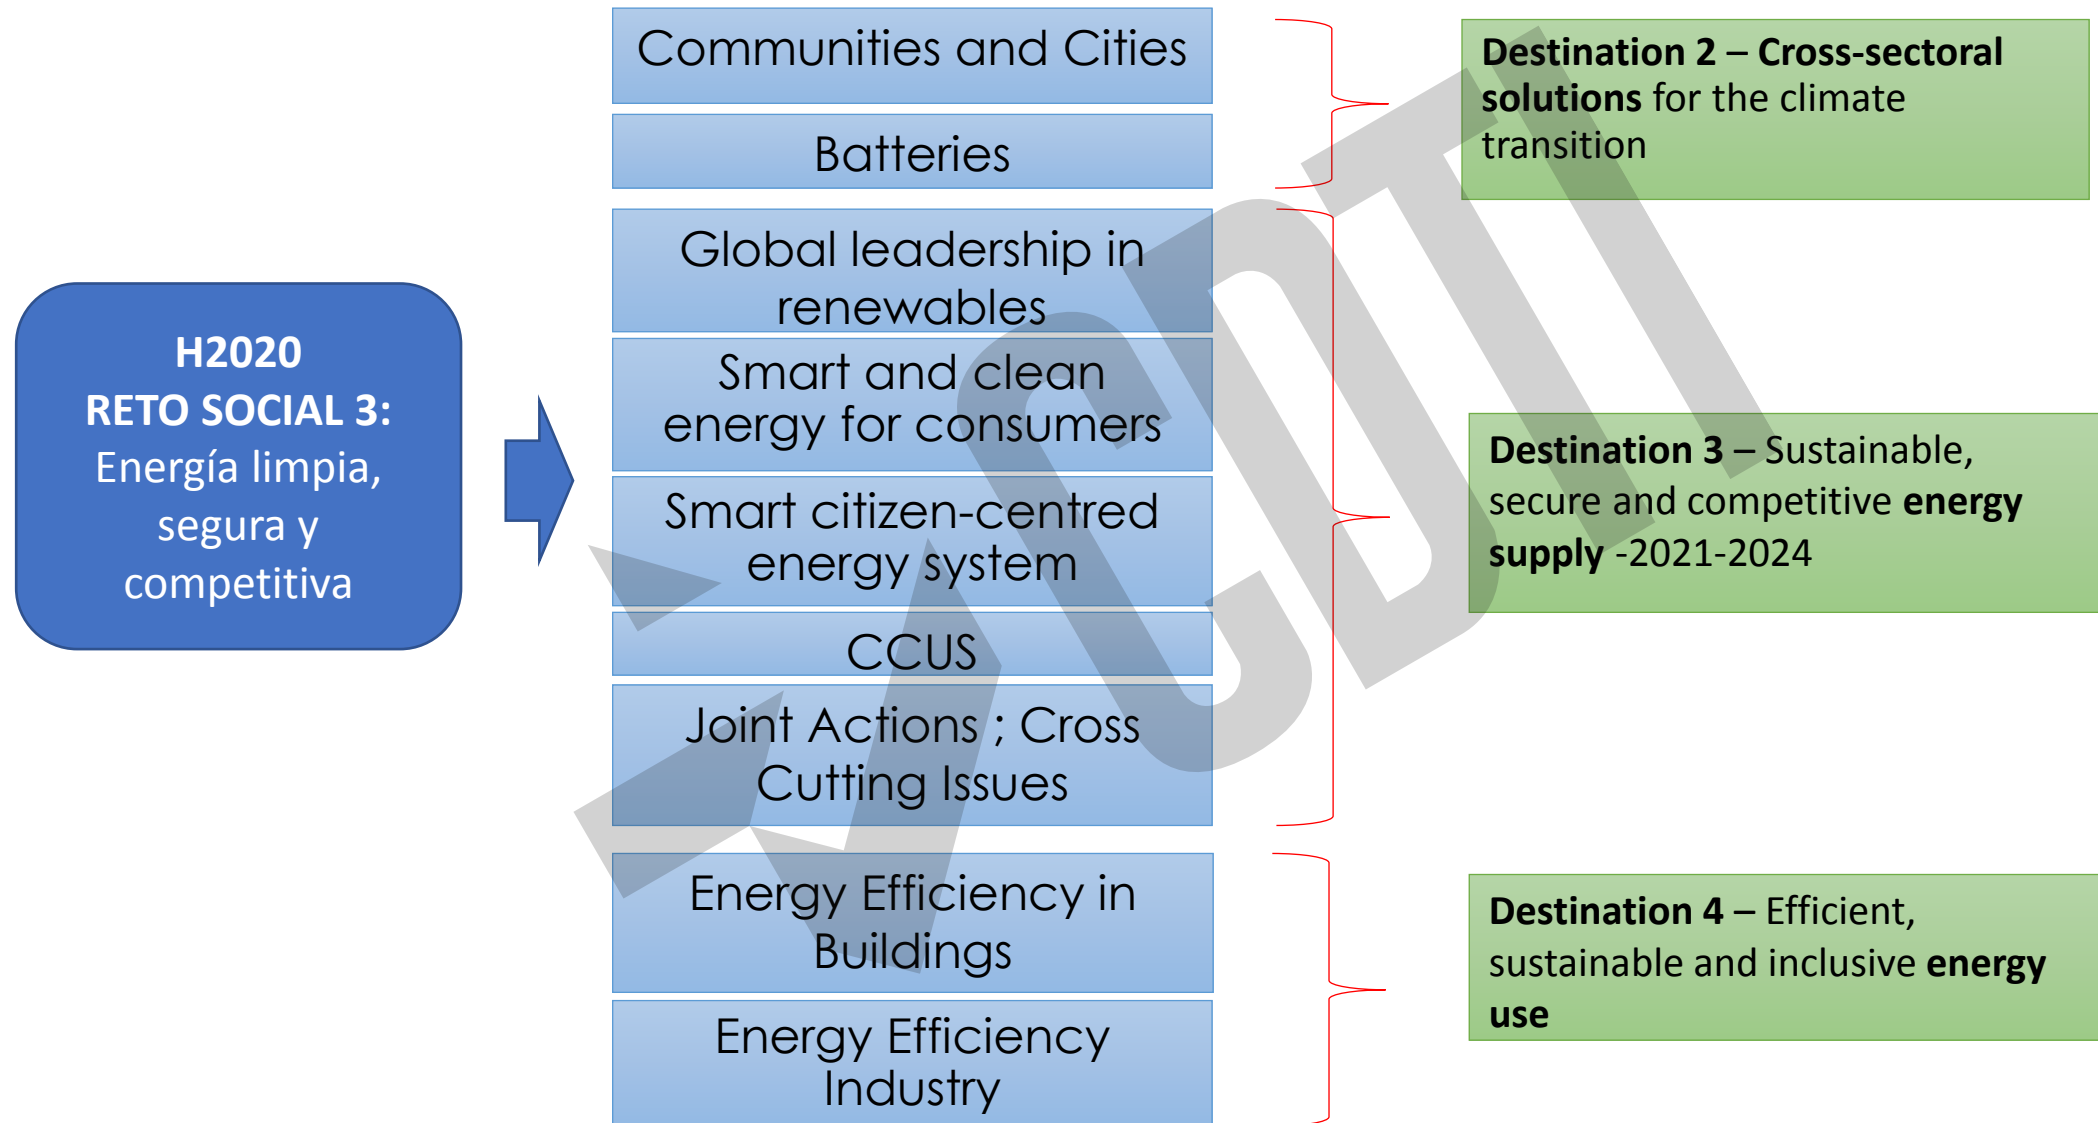 H2020
RETO SOCIAL 3:
Energía limpia,
segura y
competitiva
Communities and Cities
Batteries
Global leadership in
renewables
Smart and clean
energy for consumers
Smart citizen-centred
energy system
CCUS
Joint Actions ; Cross
Cutting Issues
Energy Efficiency in
Buildings
Energy Efficiency
Industry
Destination 2 – Cross-sectoral
solutions for the climate
transition
Destination 3 – Sustainable,
secure and competitive energy
supply -2021-2024
Destination 4 – Efficient,
sustainable and inclusive energy
use
CDTI